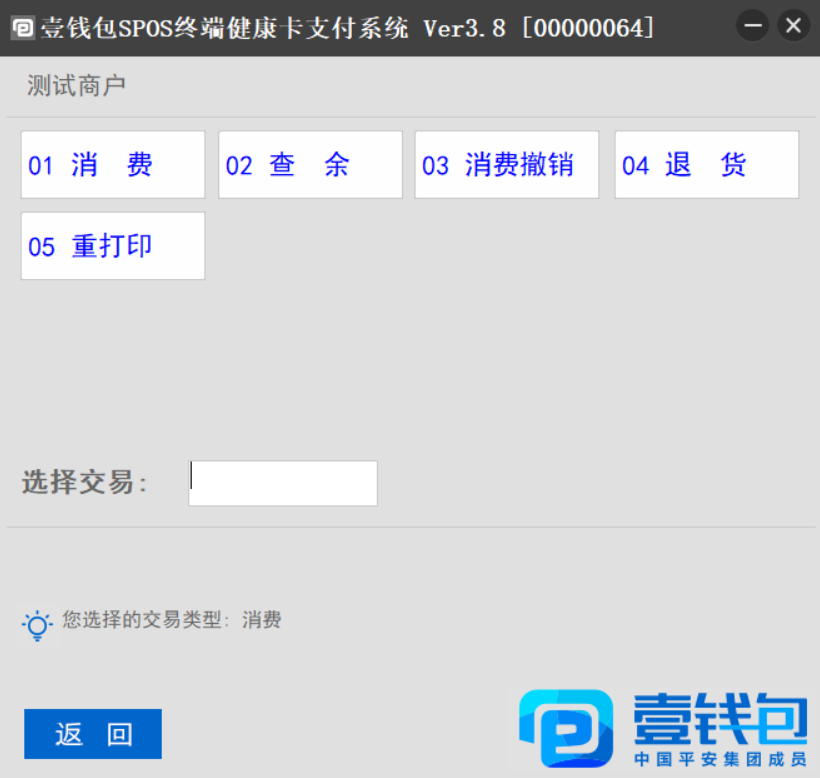 壹钱包SPOS终端健康卡支付系统 Ver3.8 [00000064]
测试商户
01 消 费 02 查 余 03 消费撤销 04 退 货
05 重打印
选择交易:
您选择的交易类型: 消费
返 回
壹钱包
中国平安集团成员